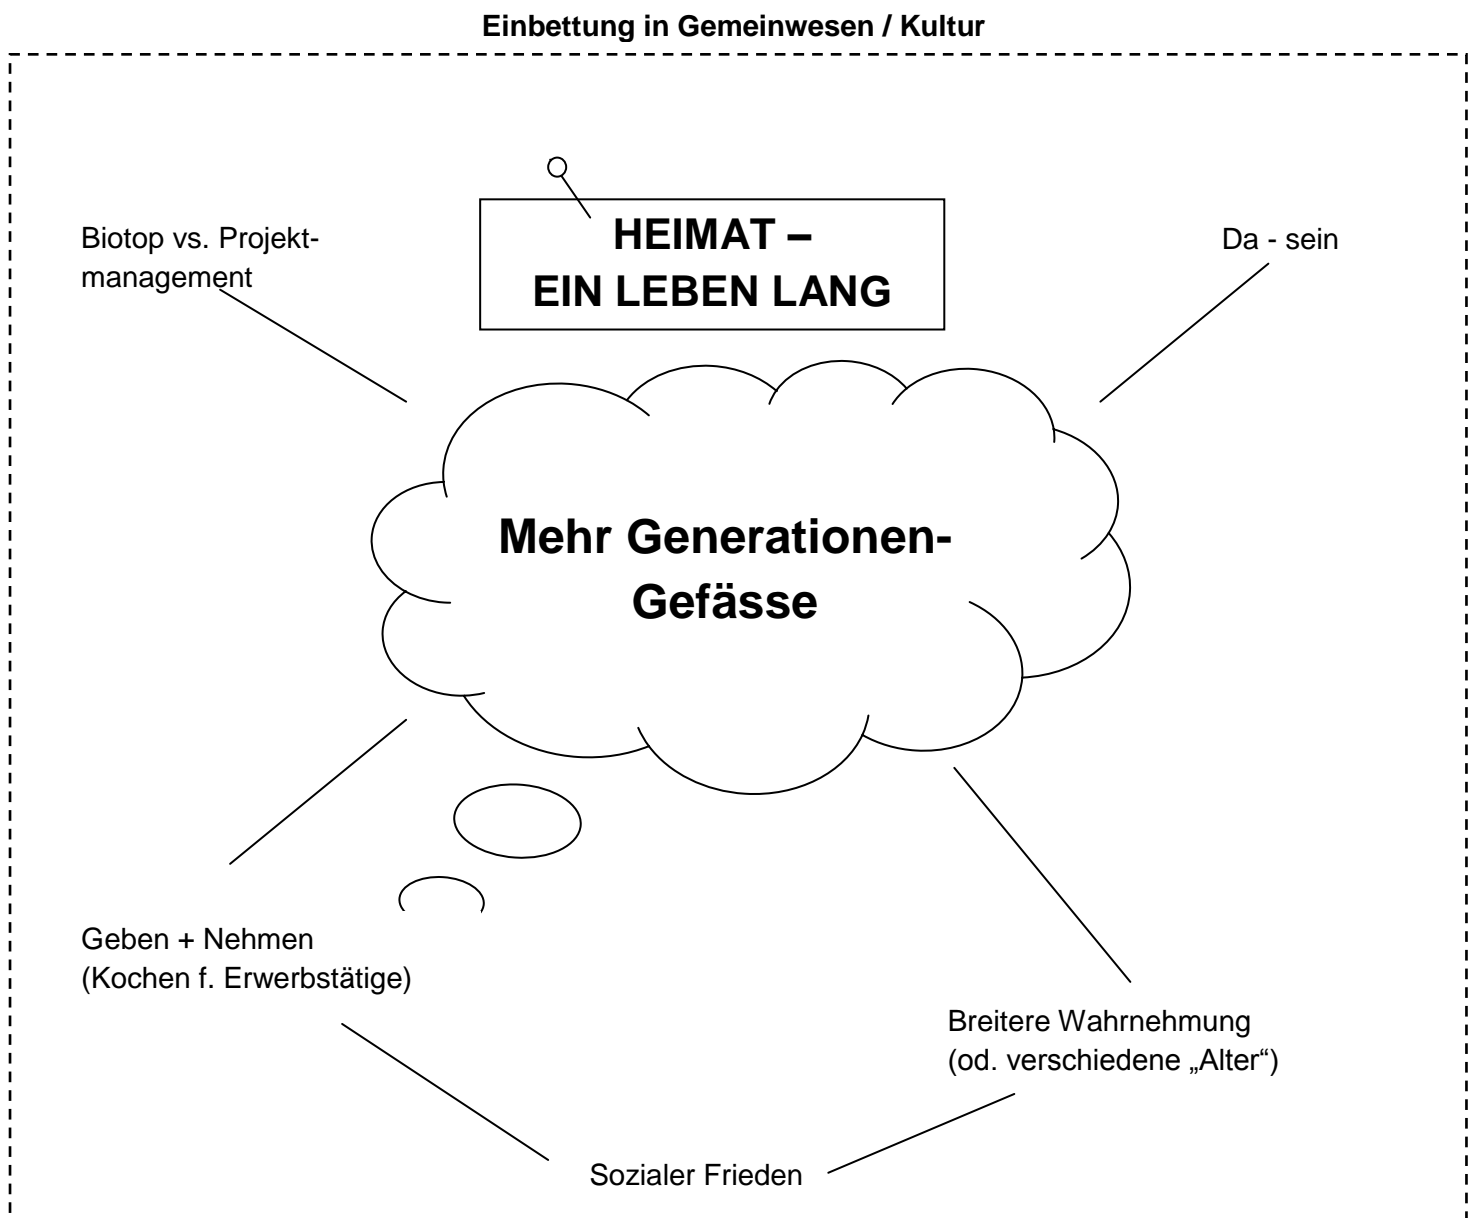 Einbettung in Gemeinwesen / Kultur
HEIMAT –
EIN LEBEN LANG
Biotop vs. Projekt-
management
Da - sein
Mehr Generationen-
Gefässe
Geben + Nehmen
(Kochen f. Erwerbstätige)
Breitere Wahrnehmung
(od. verschiedene „Alter“)
Sozialer Frieden